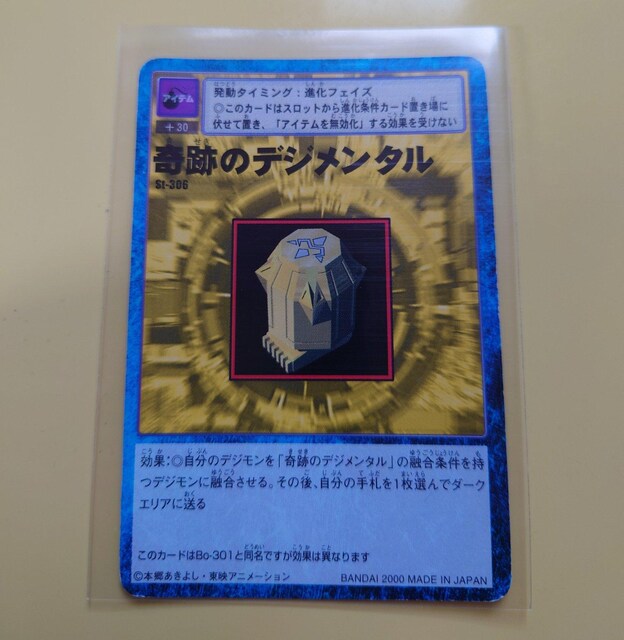 アイテム
+30
発動タイミング：進化フェイズ
◎このカードはスロットから進化条件カード置き場に
伏せて置き、「アイテムを無効化」する効果を受けない
奇跡のデジメンタル
St-306
効果:◎自分のデジモンを「奇跡のデジメンタル」の融合条件を持
つデジモンに融合させる。その後、自分の手札を1枚選んでダーク
エリアに送る
このカードはBo-301と同名ですが効果は異なります
©本郷あきよし・東映アニメーション
BANDAI 2000 MADE IN JAPAN